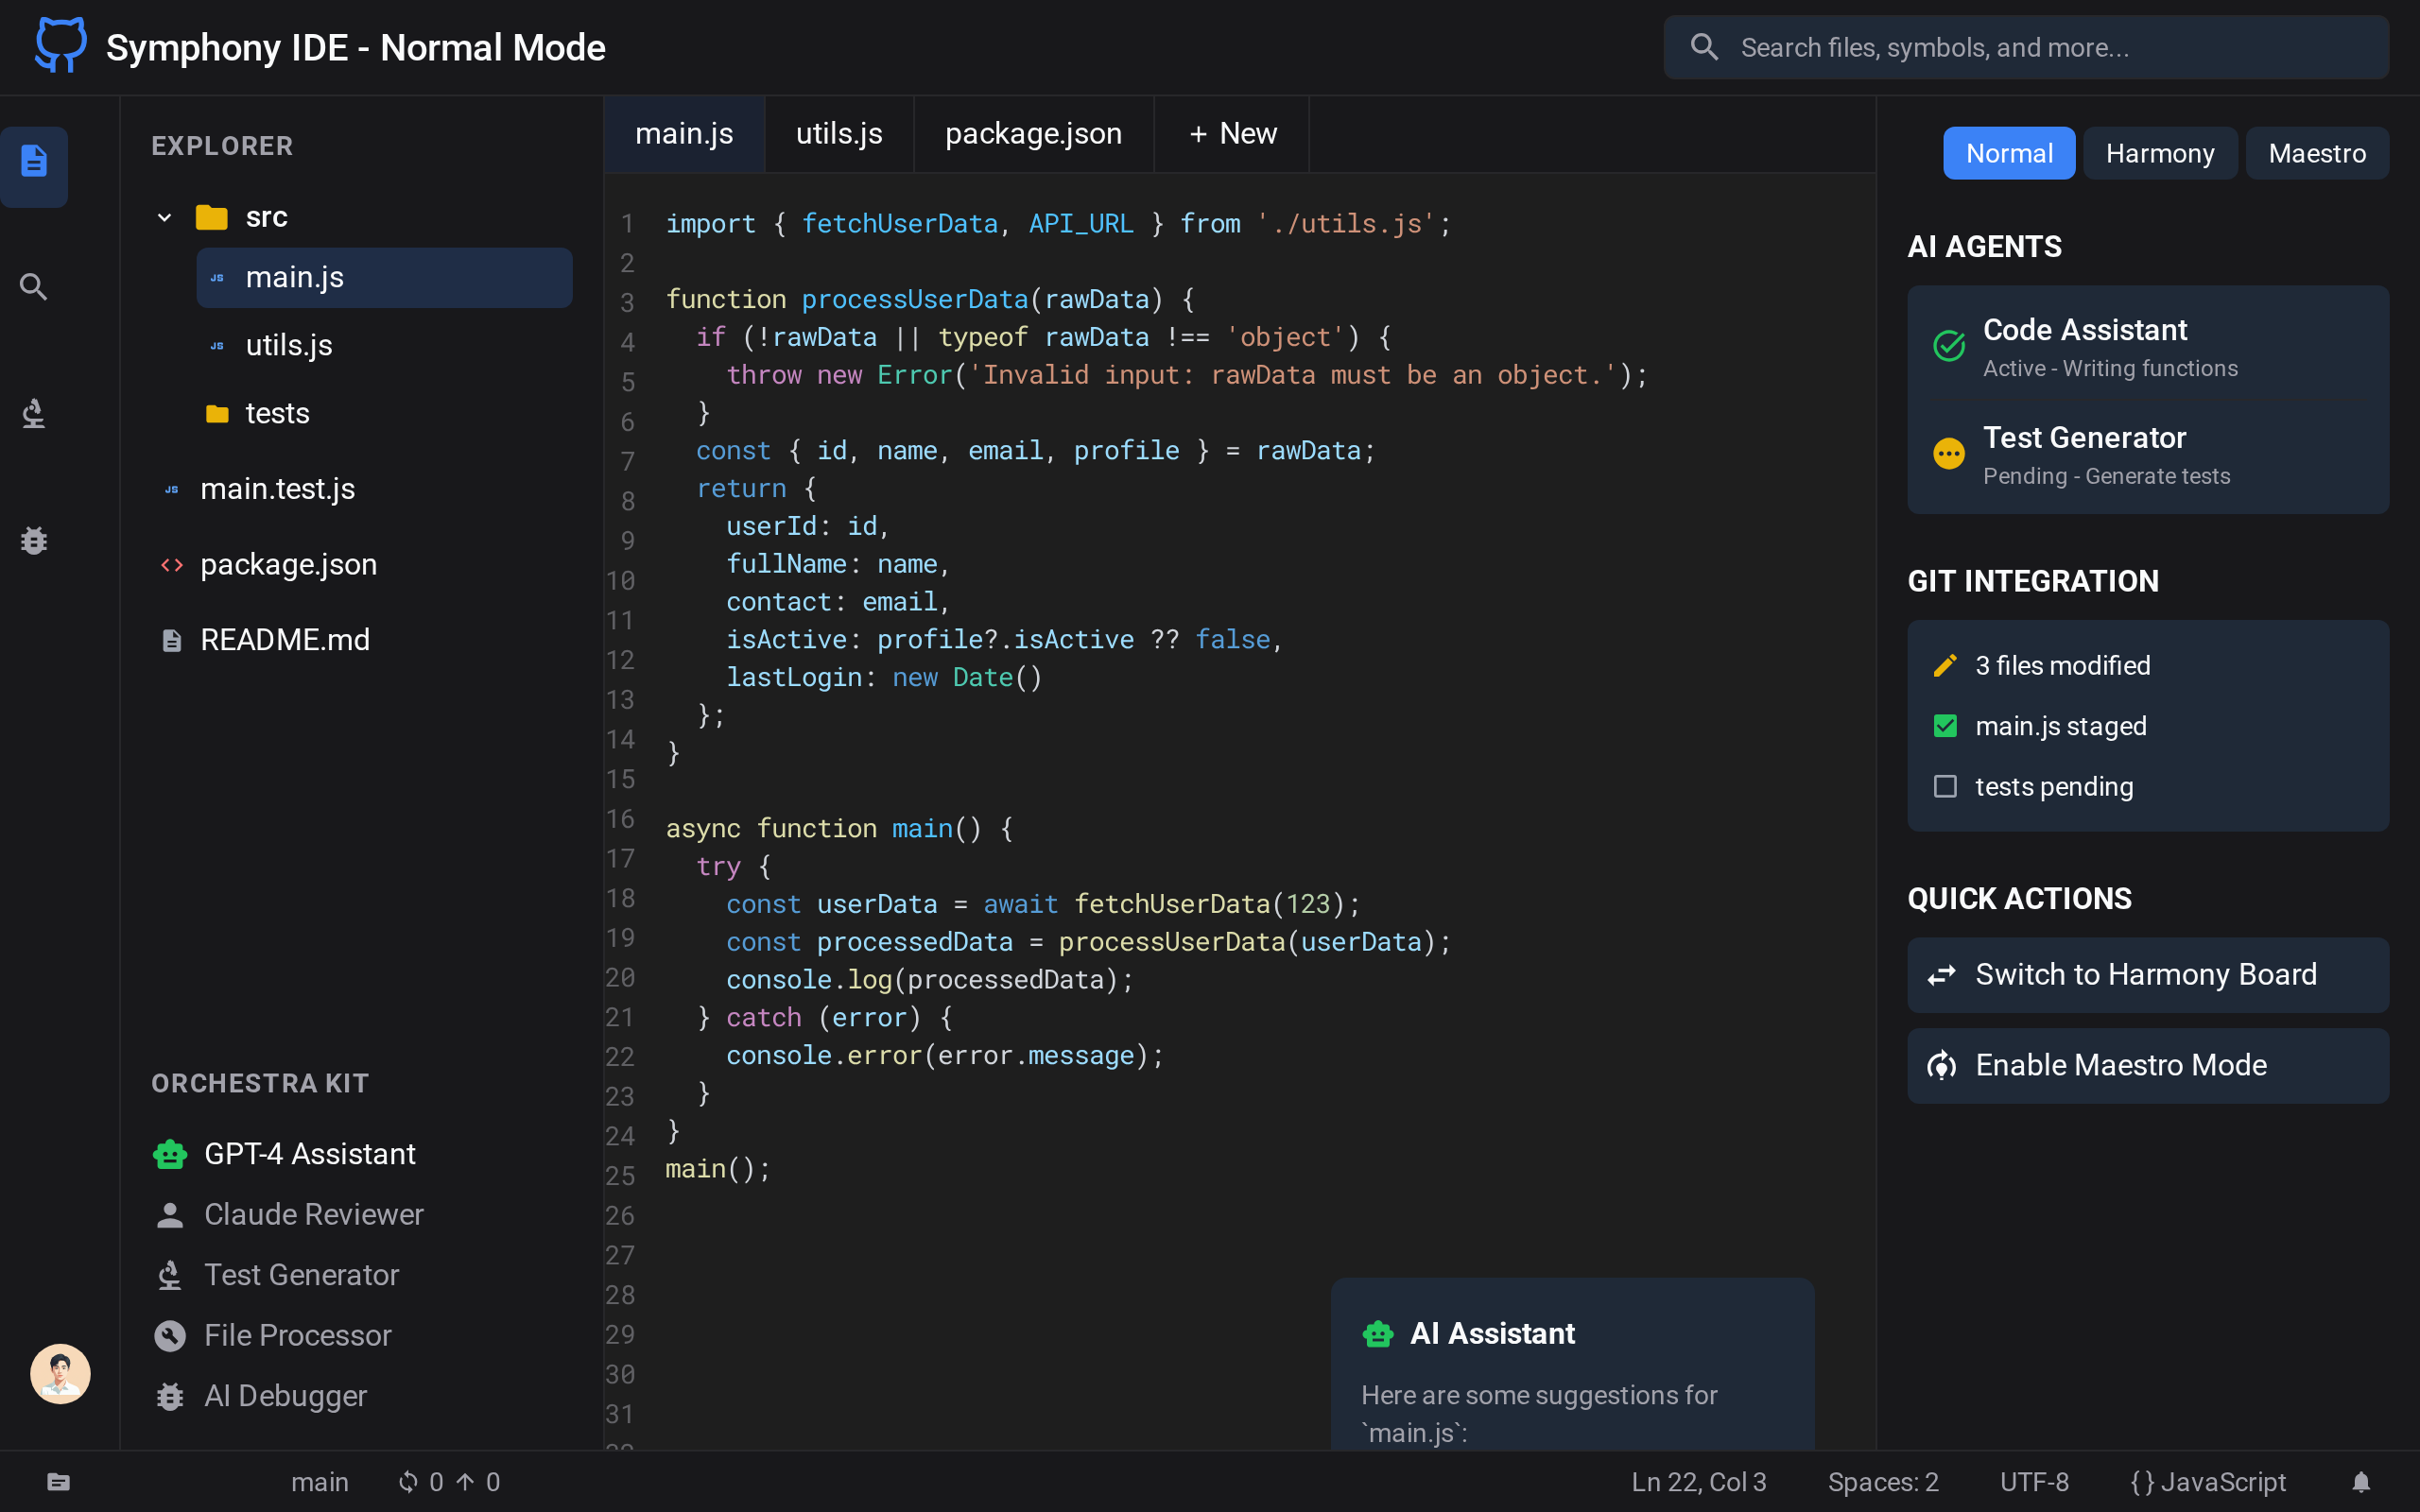 Symphony IDE - Normal Mode
Search files, symbols, and more...
EXPLORER
src
JS main.js
JS utils.js
tests
JS main.test.js
<> package.json
README.md
ORCHESTRA KIT
GPT-4 Assistant
Claude Reviewer
Test Generator
File Processor
AI Debugger
main.js
utils.js
package.json
+ New
1
2
3
4
5
6
7
8
9
10
11
12
13
14
15
16
17
18
19
20
21
22
23
24
25
26
27
28
29
30
31
import { fetchUserData, API_URL } from './utils.js';
function processUserData(rawData) {
  if (!rawData || typeof rawData !== 'object') {
    throw new Error('Invalid input: rawData must be an object.');
  }
  const { id, name, email, profile } = rawData;
  return {
    userId: id,
    fullName: name,
    contact: email,
    isActive: profile?.isActive ?? false,
    lastLogin: new Date()
  };
}
async function main() {
  try {
    const userData = await fetchUserData(123);
    const processedData = processUserData(userData);
    console.log(processedData);
  } catch (error) {
    console.error(error.message);
  }
}
main();
AI Assistant
Here are some suggestions for
`main.js`:
Normal
Harmony
Maestro
AI AGENTS
Code Assistant
Active - Writing functions
Test Generator
Pending - Generate tests
GIT INTEGRATION
3 files modified
main.js staged
tests pending
QUICK ACTIONS
Switch to Harmony Board
Enable Maestro Mode
main
0 0
Ln 22, Col 3
Spaces: 2
UTF-8
{ } JavaScript